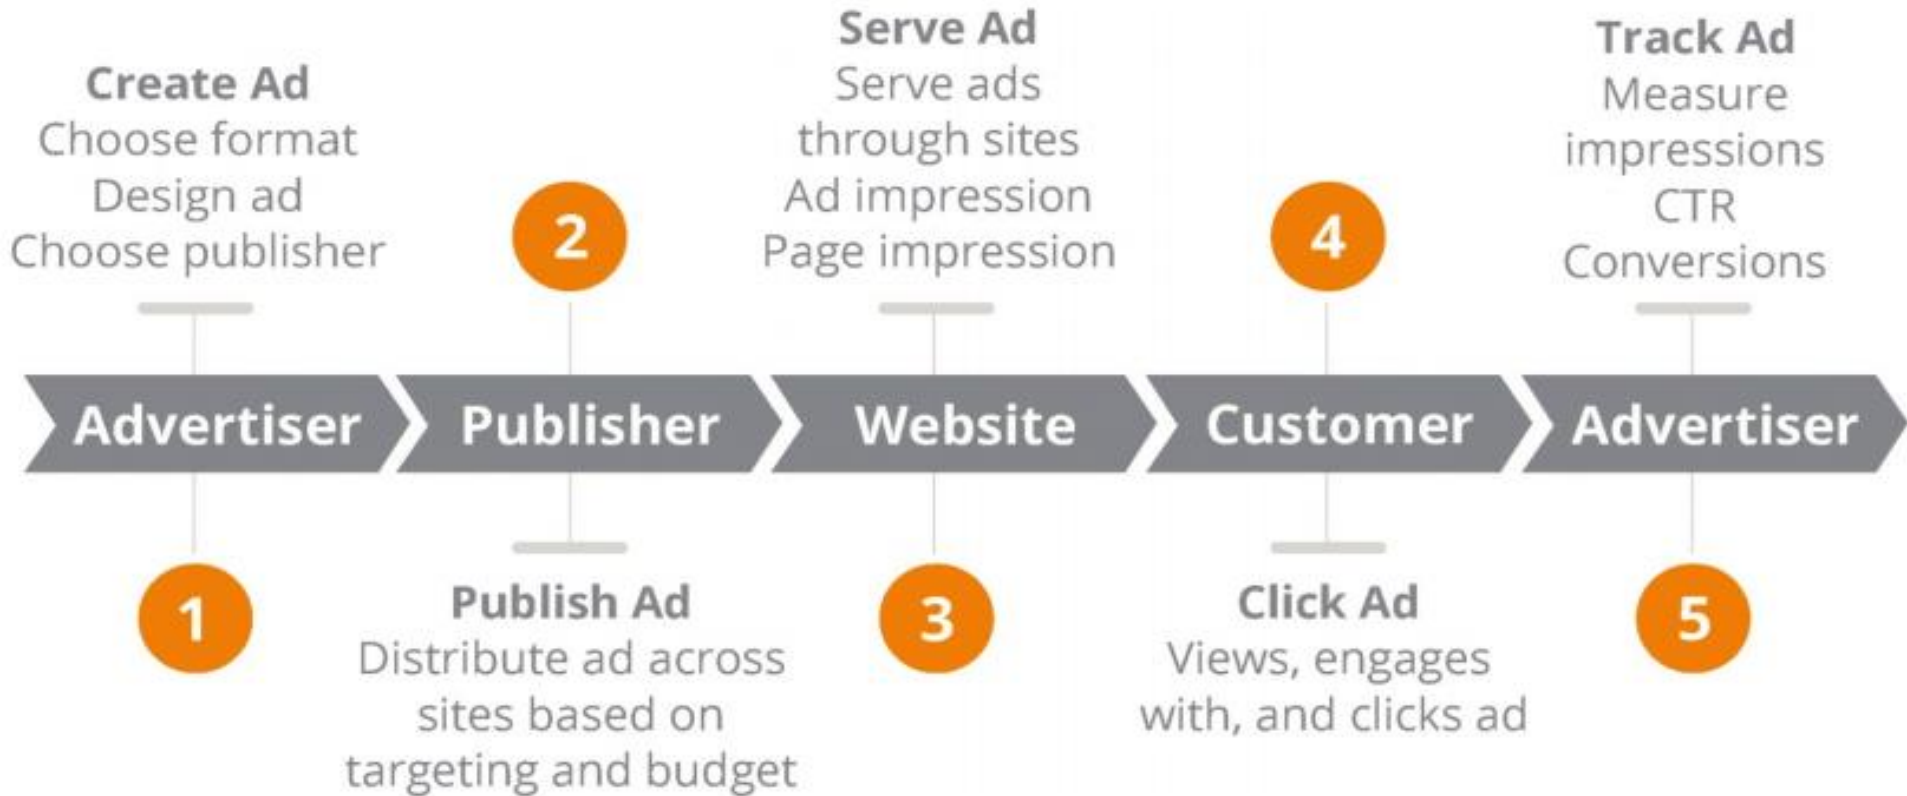 Create Ad
Choose format
Design ad
Choose publisher
Advertiser
1
2
Publisher
Publish Ad
Distribute ad across
sites based on
targeting and budget
Serve Ad
Serve ads
through sites
Ad impression
Page impression
Website
3
4
Customer
Click Ad
Views, engages
with, and clicks ad
Track Ad
Measure
impressions
CTR
Conversions
Advertiser
5